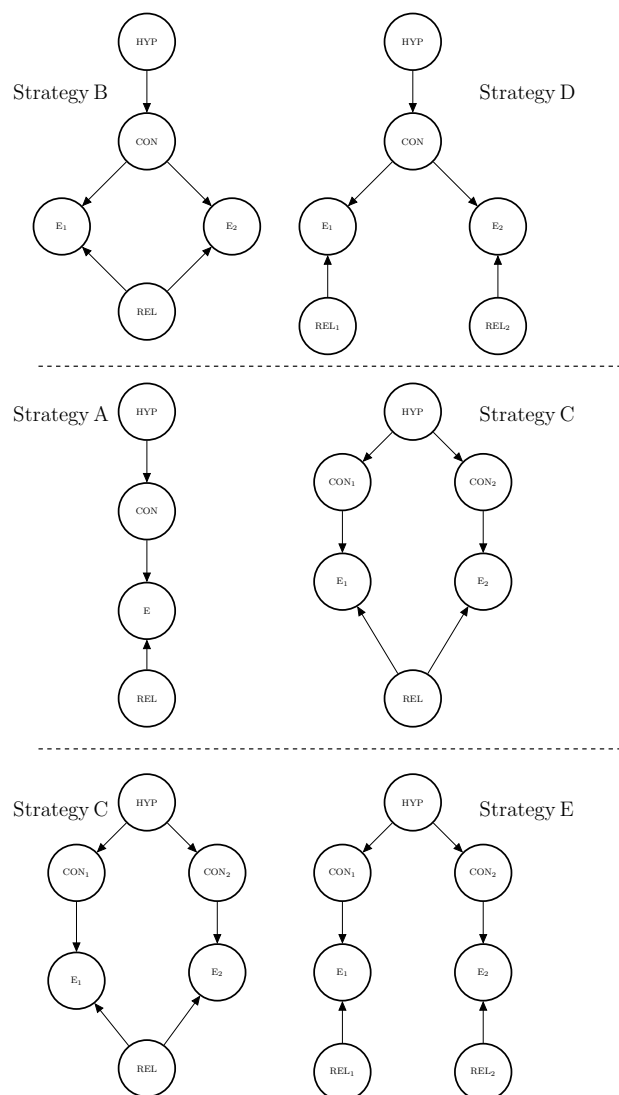 HYP HYP
Strategy B Strategy D
CON CON
E₁ E₂ E₁ E₂
REL REL₁ REL₂
Strategy A HYP HYP Strategy C
CON CON₁ CON₂
E E₁ E₂
REL REL
Strategy C HYP HYP Strategy E
CON₁ CON₂ CON₁ CON₂
E₁ E₂ E₁ E₂
REL REL₁ REL₂